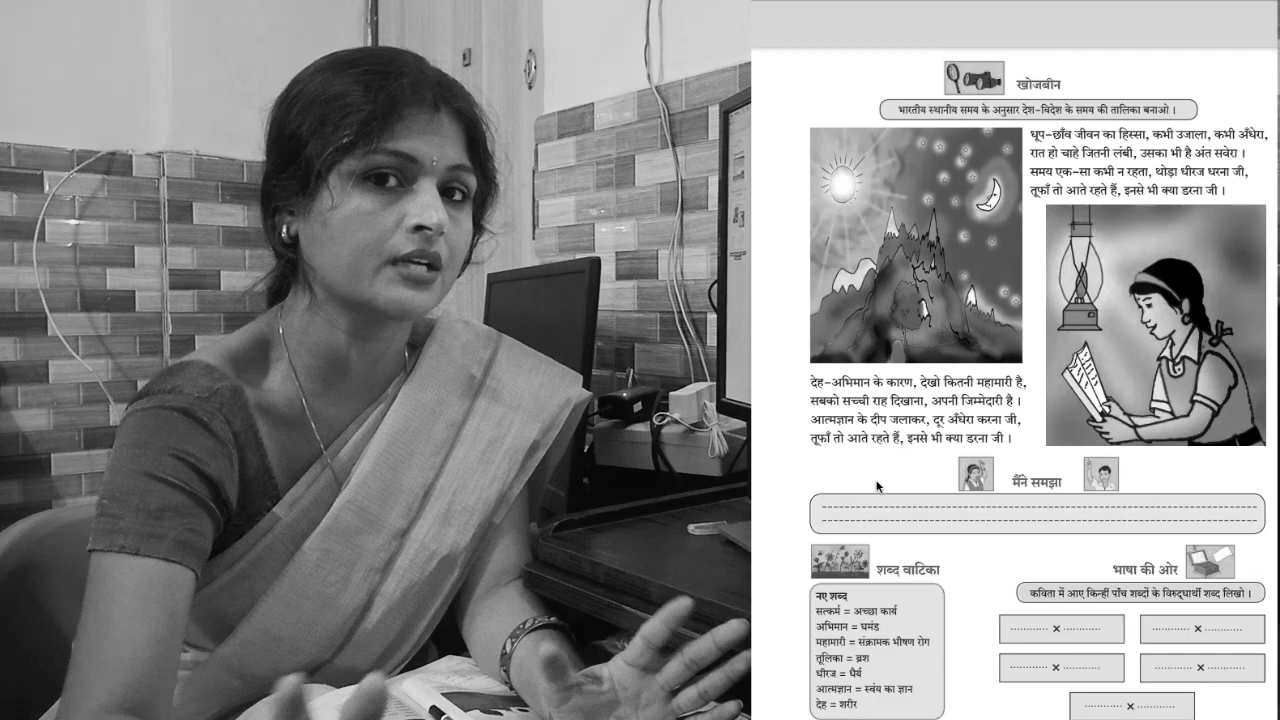 खोजबीन
भारतीय स्थानीय समय के अनुसार देश-विदेश के समय की तालिका बनाओ ।
धूप-छाँव जीवन का हिस्सा, कभी उजाला, कभी अँधेरा,
रात हो चाहे जितनी लंबी, उसका भी है अंत सवेरा ।
समय एक-सा कभी न रहता, थोड़ा धीरज धरना जी,
तूफाँ तो आते रहते हैं, इनसे भी क्या डरना जी ।
देह-अभिमान के कारण, देखो कितनी महामारी है,
सबको सच्ची राह दिखाना, अपनी जिम्मेदारी है ।
आत्मज्ञान के दीप जलाकर, दूर अँधेरा करना जी,
तूफाँ तो आते रहते हैं, इनसे भी क्या डरना जी ।
मैंने समझा
शब्द वाटिका
नए शब्द
सत्कर्म = अच्छा कार्य
अभिमान = घमंड
महामारी = संक्रामक भीषण रोग
तूलिका = ब्रश
धीरज = धैर्य
आत्मज्ञान = स्वंय का ज्ञान
देह = शरीर
भाषा की ओर
कविता में आए किन्हीं पाँच शब्दों के विरुद्धार्थी शब्द लिखो ।
............ × ............
............ × ............
............ × ............
............ × ............
............ × ............